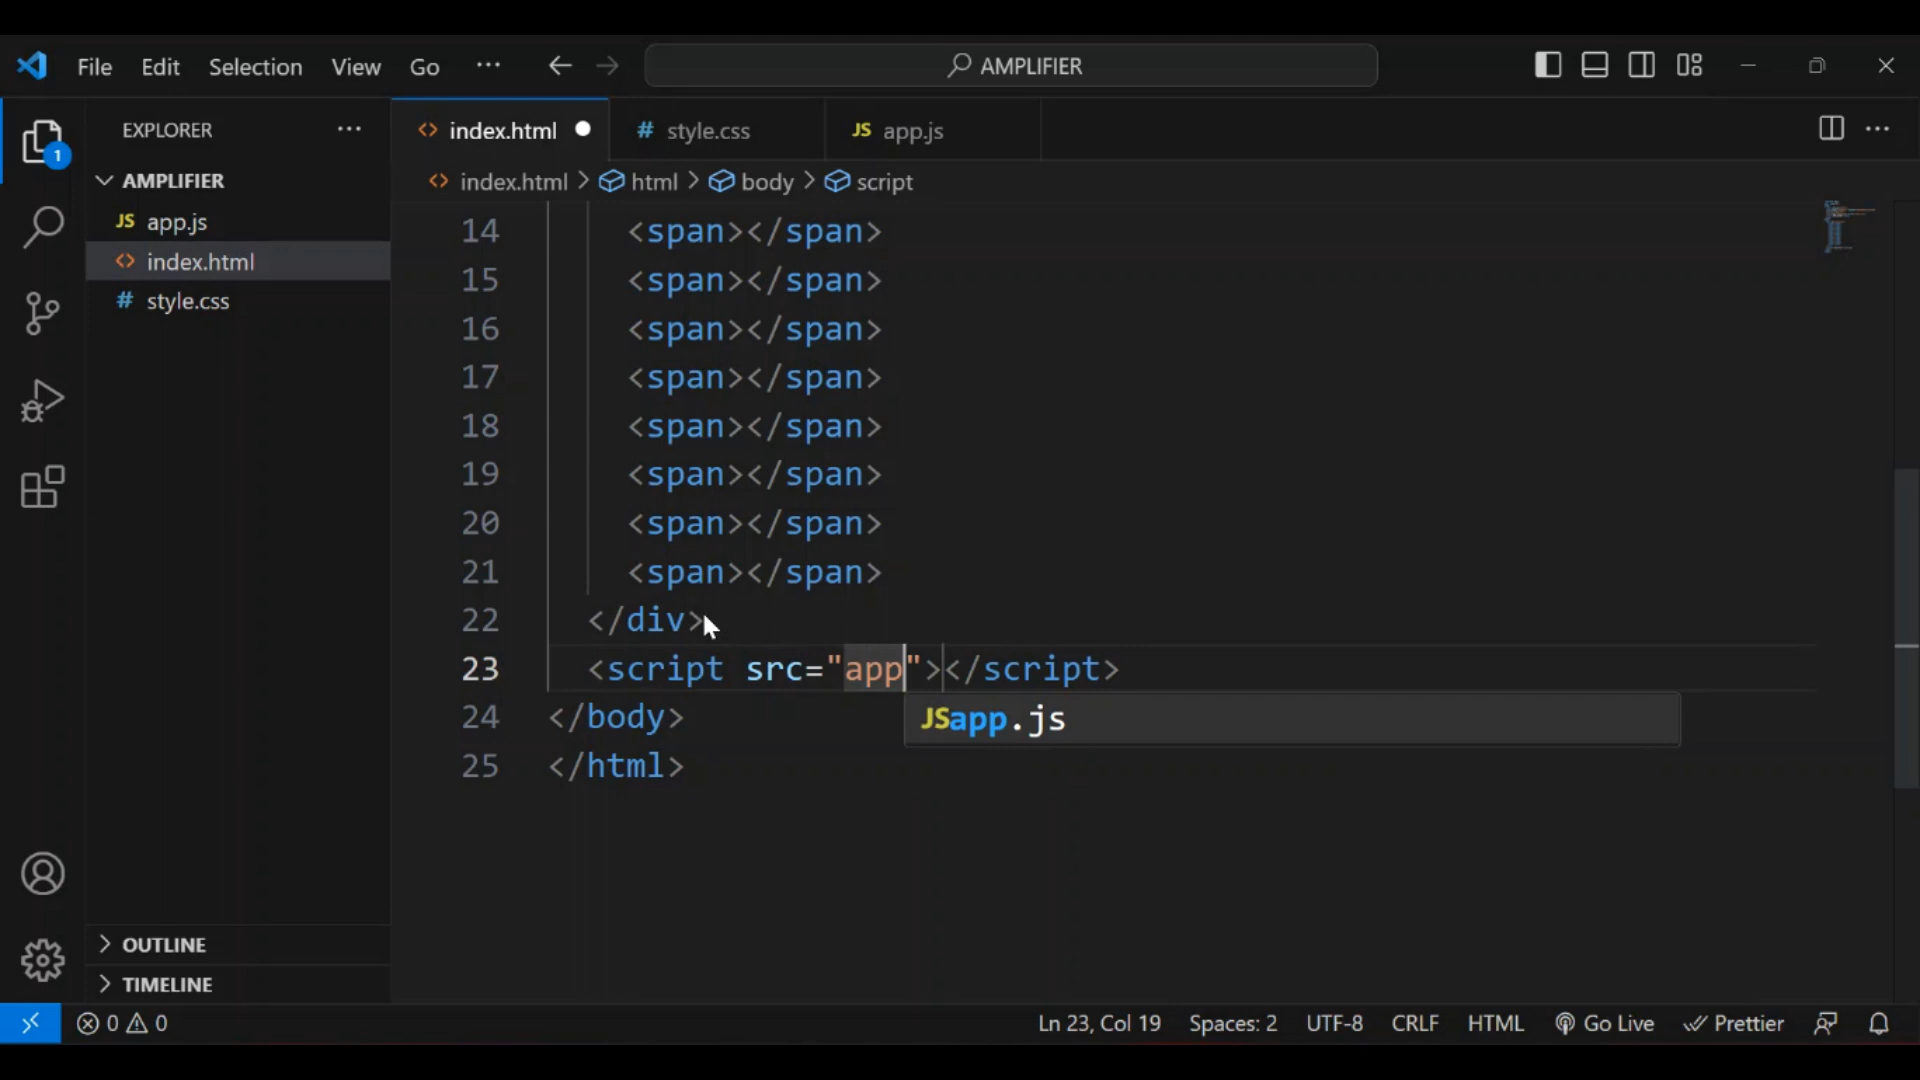 File Edit Selection View Go ··· AMPLIFIER
EXPLORER ···
index.html style.css JS app.js
AMPLIFIER
JS app.js
index.html
# style.css
index.html > html > body > script
14 <span></span>
15 <span></span>
16 <span></span>
17 <span></span>
18 <span></span>
19 <span></span>
20 <span></span>
21 <span></span>
22 </div>
23 <script src="app"></script>
JS app.js
24 </body>
25 </html>
OUTLINE
TIMELINE
1
0 0 Ln 23, Col 19 Spaces: 2 UTF-8 CRLF HTML Go Live Prettier